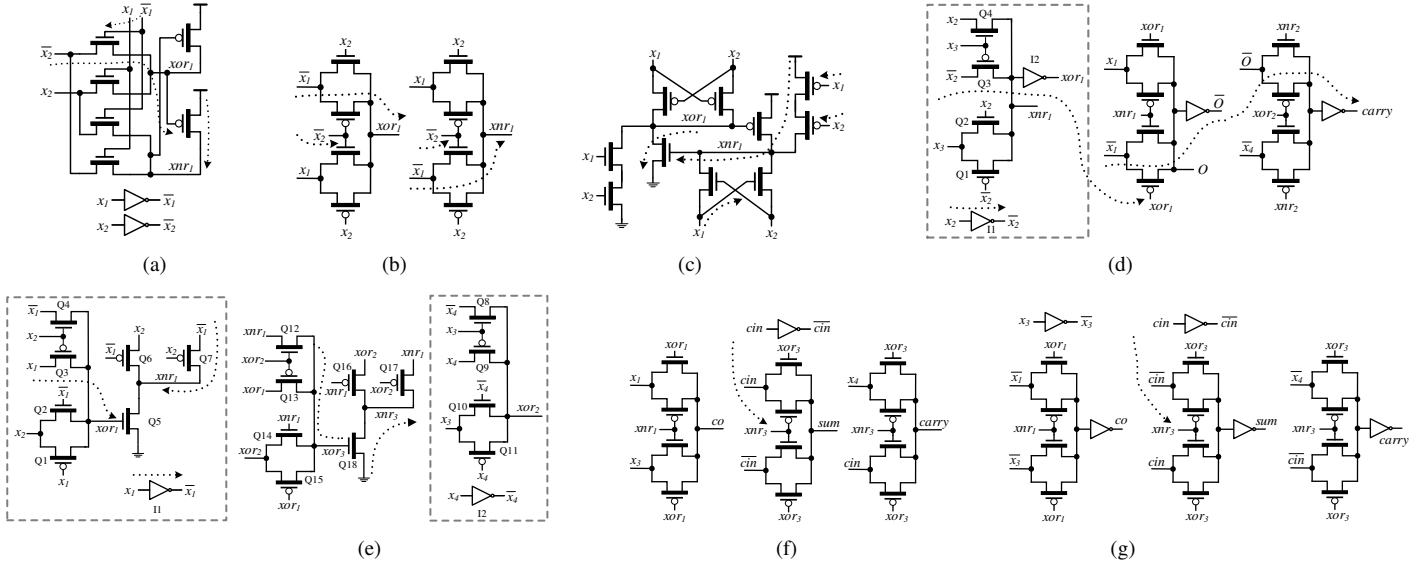 x₁ x̅₁
x̅₂
xor₁
x₂
xnr₁
x₁ x̅₁
x₂ x̅₂
(a)
x₂ x₂
x̅₁ x₁
x̅₂ xor₁ x̅₂ xnr₁
x₁ x̅₁
x₂ x₂
(b)
x₁ x₂
x₁
xor₁
x₂
xnr₁
x₁
x₂
x₁ x₂
(c)
x₂ Q4
x₃
x̅₂ Q3
I2 xor₁
xnr₁
x₂
Q2
x₃
Q1
x̅₂
x₂ x̅₂
I1
xor₁
x₁
xnr₁ O̅
x̅₁
O
xor₁
xnr₂
O̅
xor₂ carry
x̅₄
xnr₂
(d)
x̅₁ Q4
x₂
x₁ Q3
x₂ x̅₁
x̅₁ Q6 x₂ Q7
xnr₁
x̅₁
Q2
x₂ xor₁ Q5
Q1
x₁
x₁ x̅₁
I1
xnr₁ Q12
xor₂
xor₁ Q13
xor₂ xnr₁
Q16 Q17
xnr₁ xor₂
xnr₃
xnr₁
Q14
xor₂ xor₃ Q18
Q15
xor₁
Q8
x̅₄
x₃
x₄ Q9
x̅₄
Q10
x₃ xor₂
Q11
x₄
x₄ x̅₄
I2
(e)
cin c̅i̅n̅
xor₁ xor₃ xor₃
x₁ cin x₄
xnr₁ co xnr₃ sum xnr₃ carry
x₃ c̅i̅n̅ cin
xor₁ xor₃ xor₃
(f)
x₃ x̅₃ cin c̅i̅n̅
xor₁ xor₃ xor₃
x̅₁ c̅i̅n̅ x̅₄
xnr₁ co xnr₃ sum xnr₃ carry
x̅₃ cin c̅i̅n̅
xor₁ xor₃ xor₃
(g)